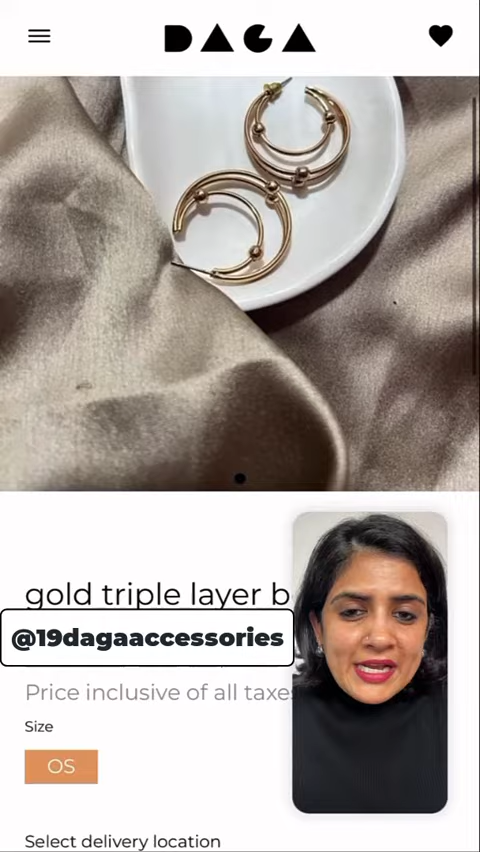 DAGA
gold triple layer b
@19dagaaccessories
Price inclusive of all taxes
Size
OS
Select delivery location